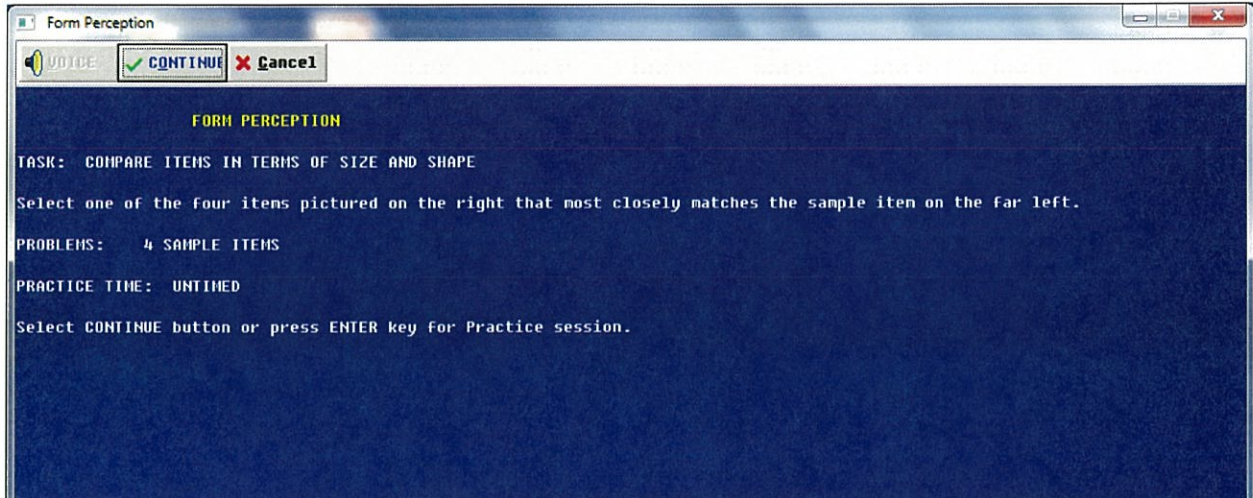 Form Perception
VOICE CONTINUE Cancel
FORM PERCEPTION
TASK: COMPARE ITEMS IN TERMS OF SIZE AND SHAPE
Select one of the four items pictured on the right that most closely matches the sample item on the far left.
PROBLEMS: 4 SAMPLE ITEMS
PRACTICE TIME: UNTIMED
Select CONTINUE button or press ENTER key for Practice session.